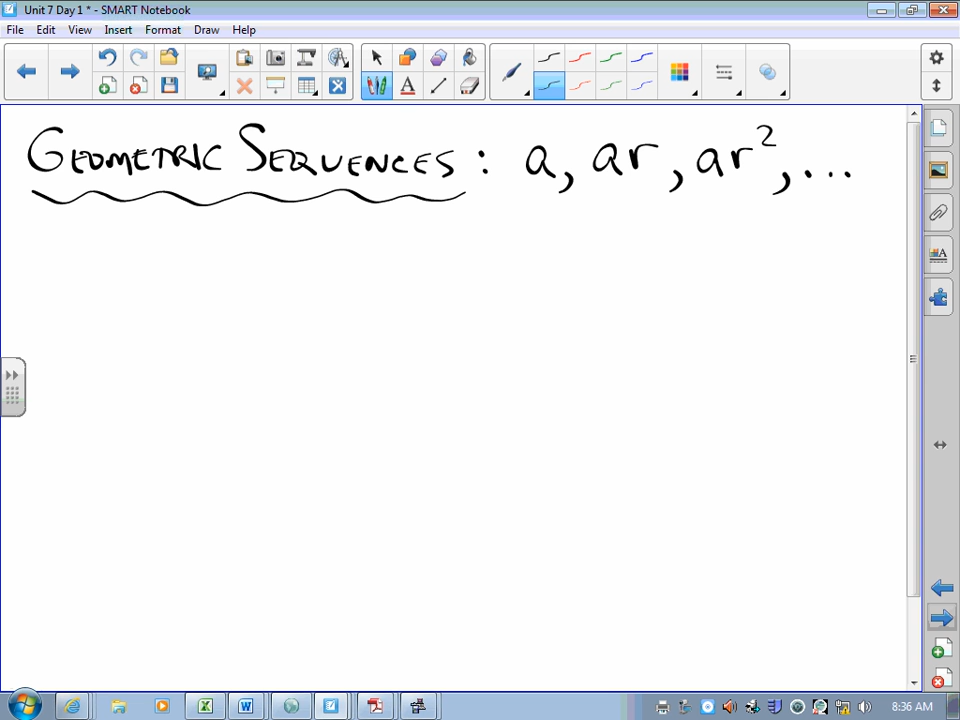 Unit 7 Day 1 * - SMART Notebook
File Edit View Insert Format Draw Help
GEOMETRIC SEQUENCES : a, ar, ar², ...
8:36 AM